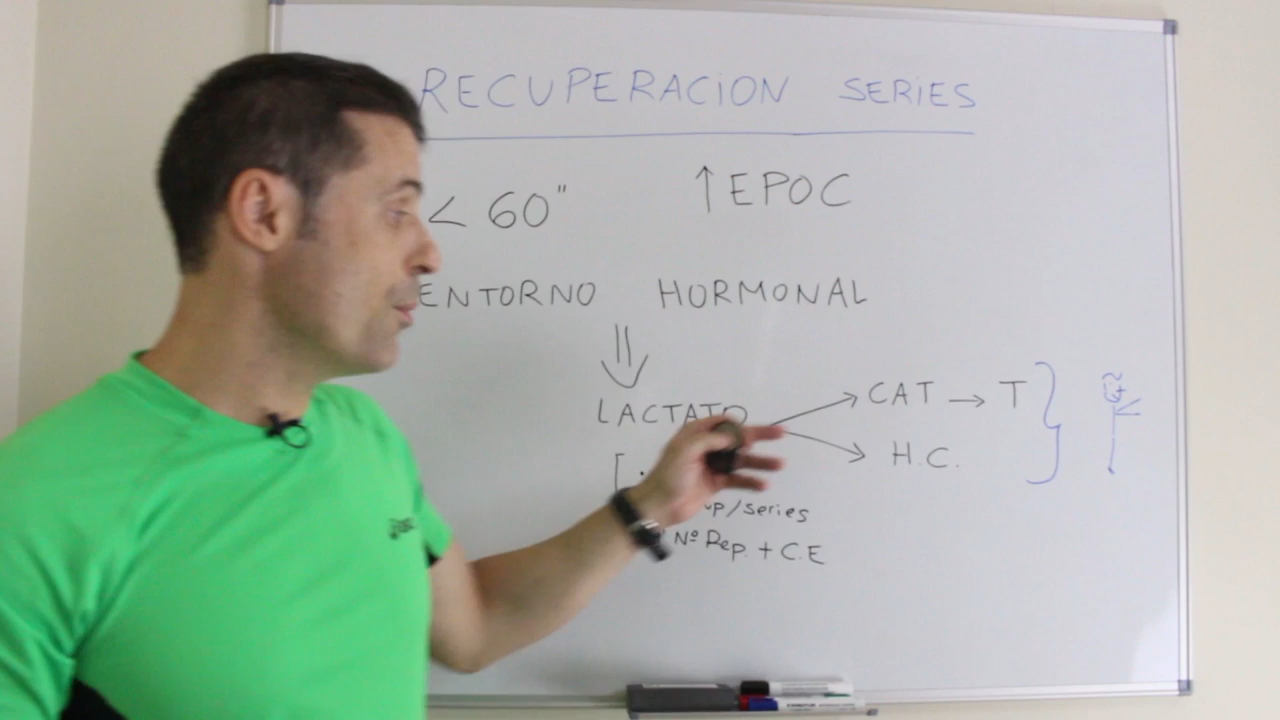 RECUPERACION SERIES
< 60" ↑ EPOC
ENTORNO HORMONAL
LACTATO CAT → T
H.C.
/series
Nº Rep. + C.E